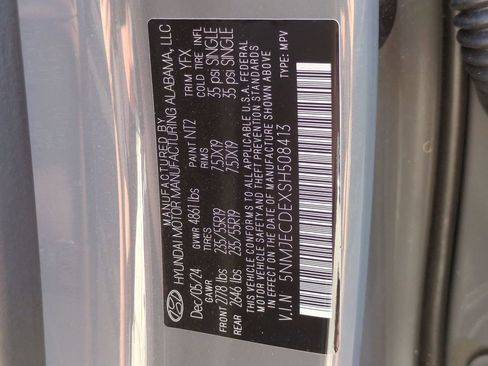 MANUFACTURED BY
HYUNDAI MOTOR MANUFACTURING ALABAMA, LLC
Dec/05/24 GVWR 4861 lbs PAINT NT2 TRIM YFX
GAWR TIRES RIMS COLD TIRE INFL
FRONT 2778 lbs 235/55R19 7.5JX19 35 psi SINGLE
REAR 2646 lbs 235/55R19 7.5JX19 35 psi SINGLE
THIS VEHICLE CONFORMS TO ALL APPLICABLE U.S.A. FEDERAL
MOTOR VEHICLE SAFETY AND THEFT PREVENTION STANDARDS
IN EFFECT ON THE DATE OF MANUFACTURE SHOWN ABOVE
V.I.N 5NMJECDEXSH508413 TYPE: MPV